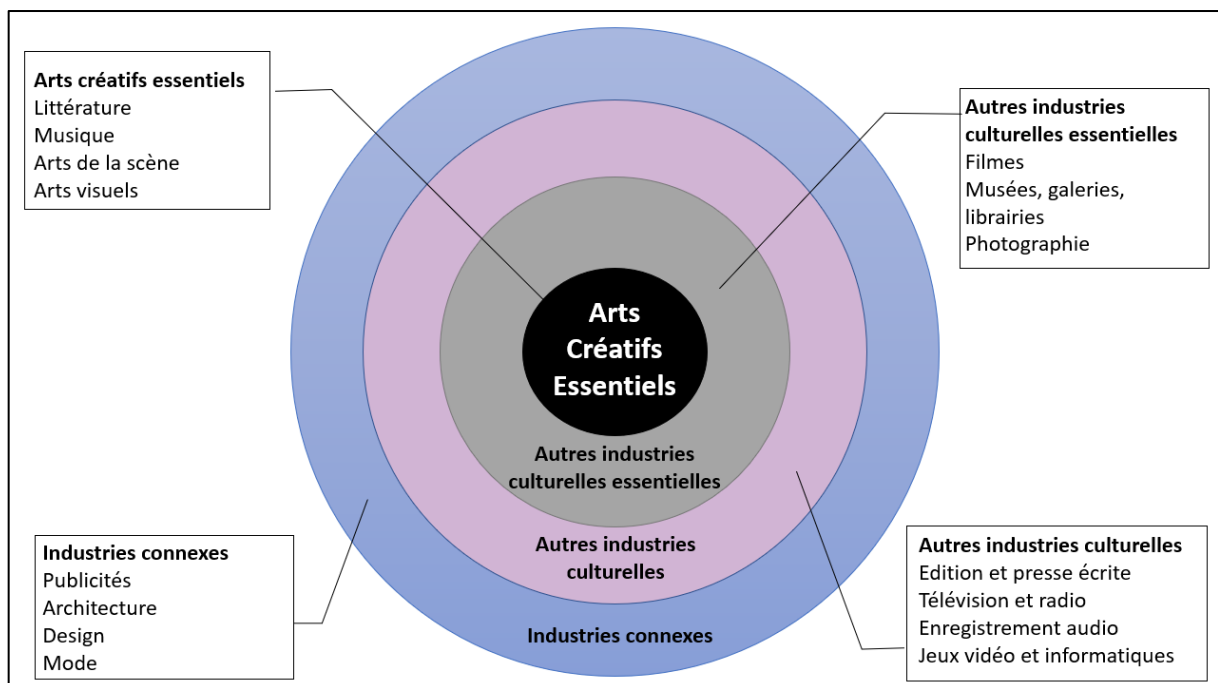 Arts créatifs essentiels
Littérature
Musique
Arts de la scène
Arts visuels
Autres industries
culturelles essentielles
Filmes
Musées, galeries,
librairies
Photographie
Arts
Créatifs
Essentiels
Autres industries
culturelles essentielles
Autres industries
culturelles
Industries connexes
Industries connexes
Publicités
Architecture
Design
Mode
Autres industries culturelles
Edition et presse écrite
Télévision et radio
Enregistrement audio
Jeux vidéo et informatiques